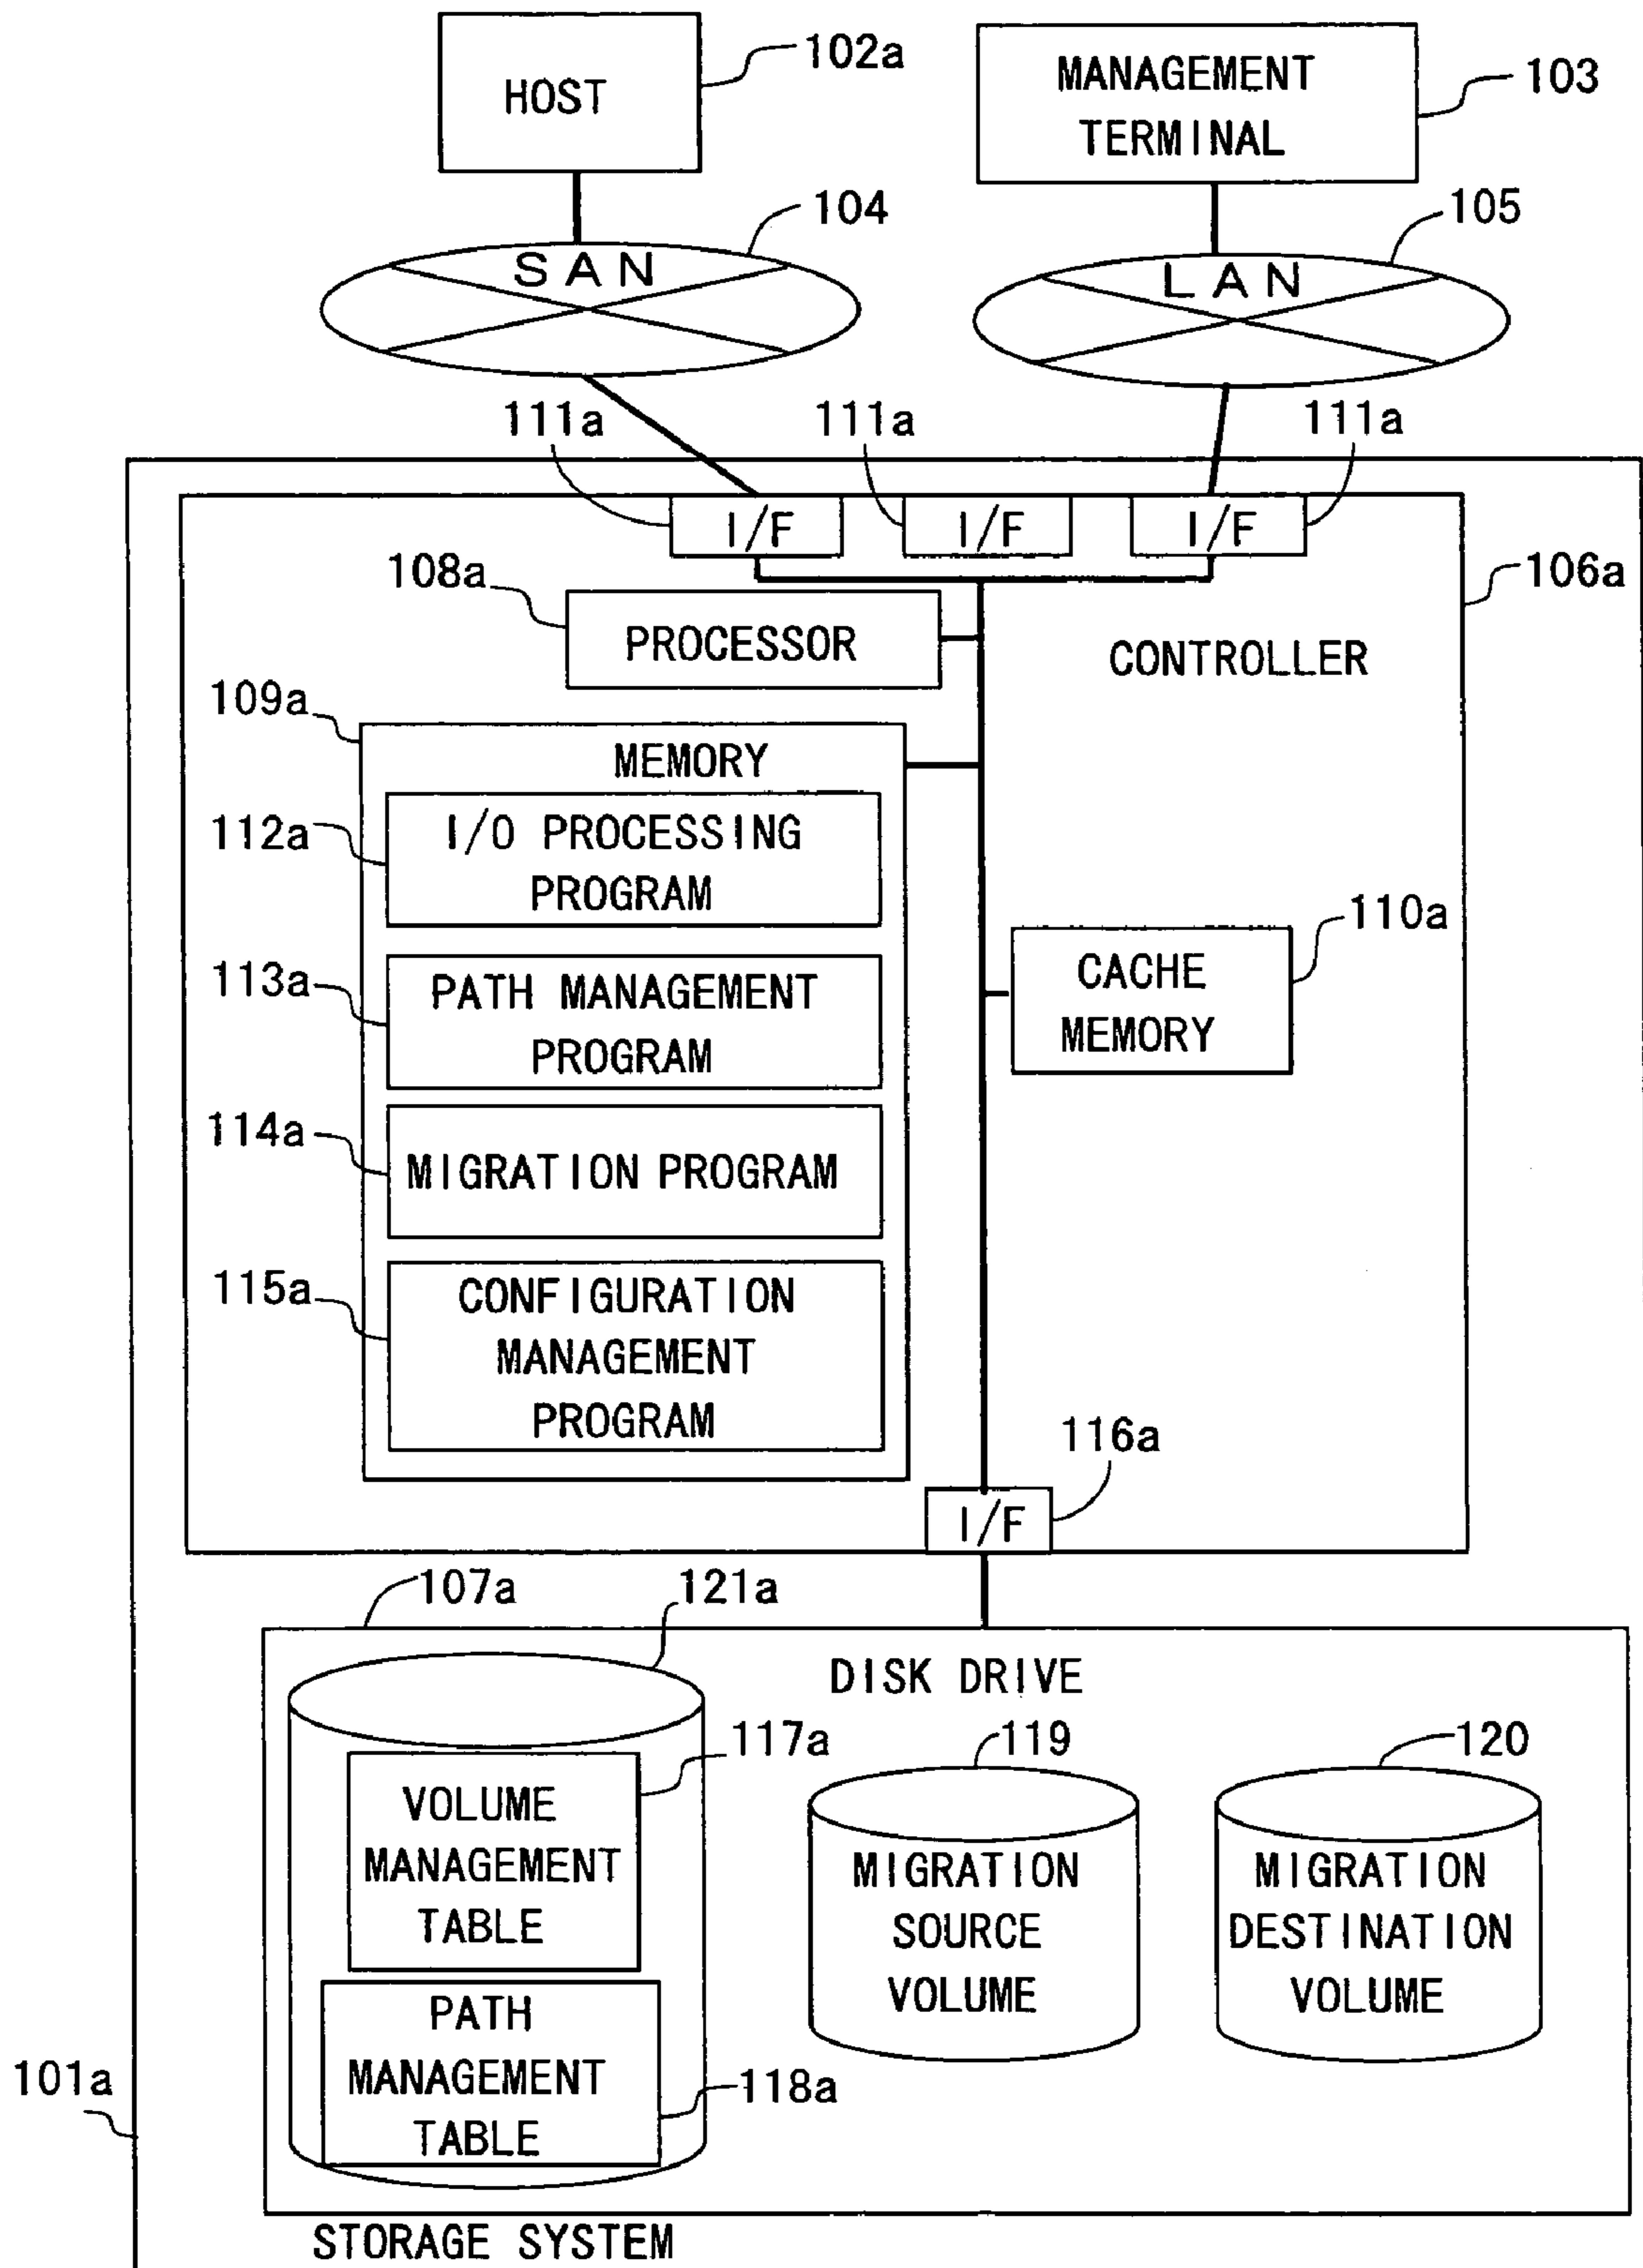 HOST
102a
MANAGEMENT
TERMINAL
103
SAN
104
LAN
105
111a
111a
111a
I/F
I/F
I/F
106a
108a
PROCESSOR
CONTROLLER
109a
MEMORY
112a
I/O PROCESSING
PROGRAM
113a
PATH MANAGEMENT
PROGRAM
110a
CACHE
MEMORY
114a
MIGRATION PROGRAM
115a
CONFIGURATION
MANAGEMENT
PROGRAM
116a
I/F
107a
121a
DISK DRIVE
117a
VOLUME
MANAGEMENT
TABLE
119
MIGRATION
SOURCE
VOLUME
120
MIGRATION
DESTINATION
VOLUME
PATH
MANAGEMENT
TABLE
118a
101a
STORAGE SYSTEM